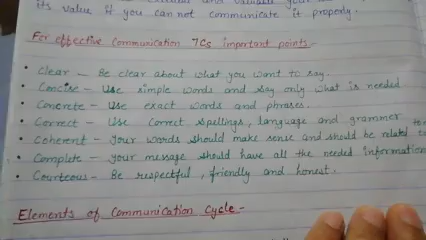 its value if you can not communicate it properly.
For effective Communication 7Cs important points -
• Clear - Be clear about what you want to say.
• Concise - Use simple words and say only what is needed
• Concrete - Use exact words and phrases.
• Correct - Use correct spellings, language and grammer
• Coherent - Your words should make sense and should be related
• Complete - Your message should have all the needed information
• Courteous - Be respectful, friendly and honest.
Elements of Communication Cycle -